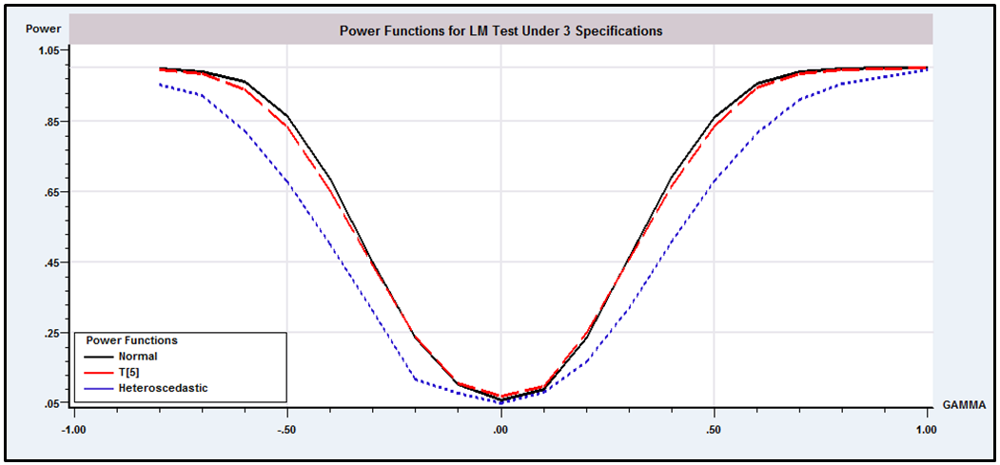 Power Functions for LM Test Under 3 Specifications
Power
1.05
.85
.65
.45
.25
.05
Power Functions
Normal
T[5]
Heteroscedastic
GAMMA
-1.00
-.50
.00
.50
1.00